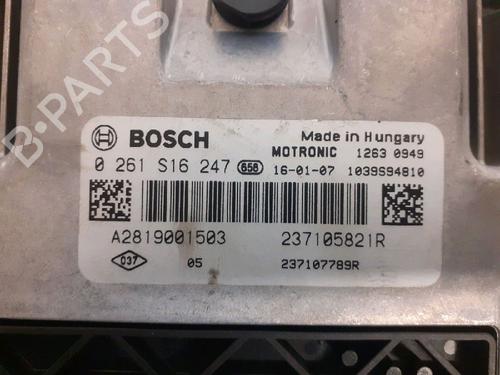 B-PARTS
BOSCH
Made in Hungary
MOTRONIC 1263 0949
0 261 S16 247 656 16-01-07 1039S94810
A2819001503 237105821R
037 05 237107789R